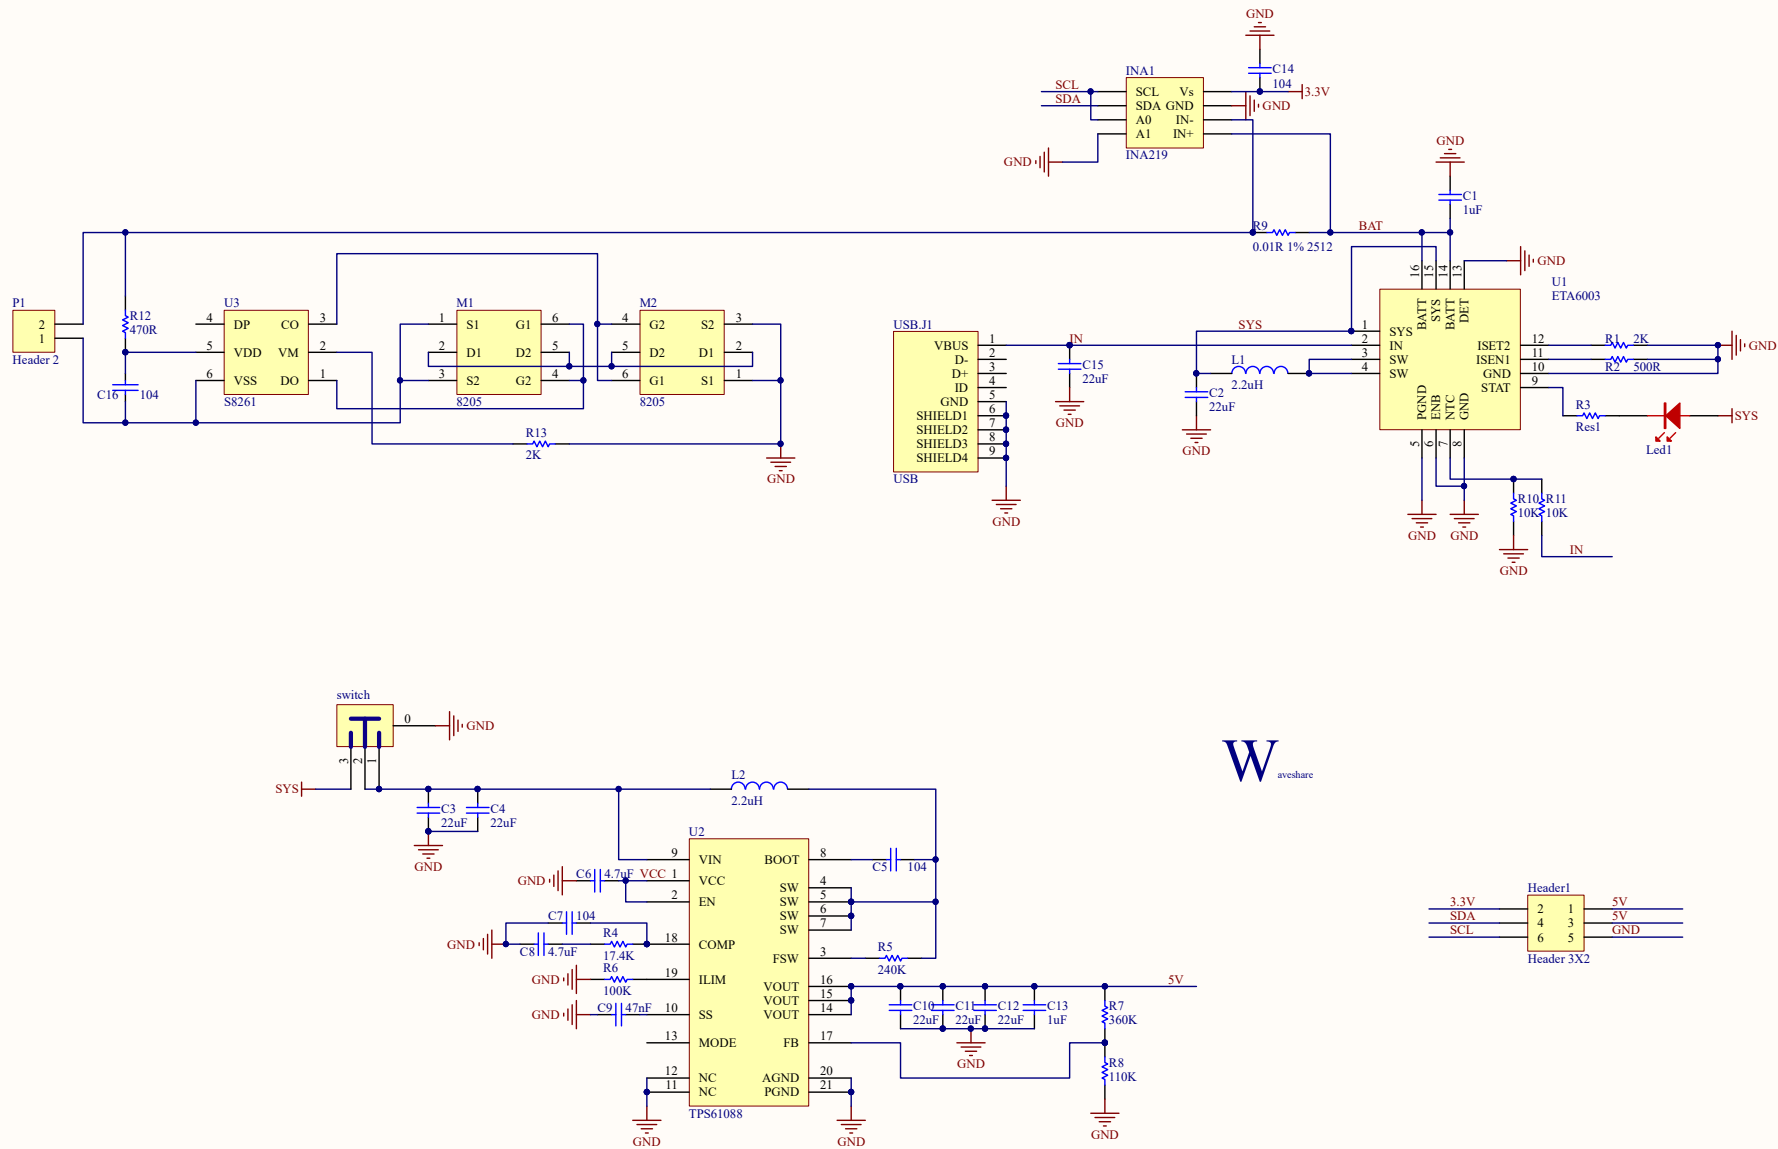 GND
C14
104
3.3V
INA1
SCL
SDA
SCL Vs
SDA GND
A0 IN-
A1 IN+
GND
GND
INA219
GND
C1
1uF
R9
0.01R 1% 2512
BAT
P1
2
1
Header 2
R12
470R
C16 104
U3
4 DP CO 3
5 VDD VM 2
6 VSS DO 1
S8261
M1
1 S1 G1 6
2 D1 D2 5
3 S2 G2 4
8205
M2
4 G2 S2 3
5 D2 D1 2
6 G1 S1 1
8205
R13
2K
GND
USB.J1
VBUS 1
D- 2
D+ 3
ID 4
GND 5
SHIELD1 6
SHIELD2 7
SHIELD3 8
SHIELD4 9
USB
GND
IN
C15
22uF
GND
SYS
L1
2.2uH
C2
22uF
GND
16 15 14 13
BATT SYS BATT DET
GND
U1
ETA6003
1 SYS
2 IN
3 SW
4 SW
ISET2 12
ISEN1 11
GND 10
STAT 9
PGND ENB NTC GND
5 6 7 8
R1 2K
R2 500R
GND
R3
Res1
Led1
SYS
GND
GND
R10
10K
R11
10K
GND
IN
switch
0
GND
3 2 1
SYS
C3
22uF
C4
22uF
GND
L2
2.2uH
U2
9 VIN BOOT 8
1 VCC SW 4
2 EN SW 5
SW 6
SW 7
18 COMP FSW 3
19 ILIM VOUT 16
VOUT 15
10 SS VOUT 14
13 MODE FB 17
12 NC AGND 20
11 NC PGND 21
TPS61088
GND
C6 4.7uF
VCC
GND
C7 104
C8 4.7uF
R4
17.4K
GND
R6
100K
GND
C9 47nF
GND
GND
C5 104
R5
240K
5V
C10
22uF
C11
22uF
C12
22uF
C13
1uF
GND
R7
360K
R8
110K
GND
Waveshare
Header1
3.3V 2 1 5V
SDA 4 3 5V
SCL 6 5 GND
Header 3X2